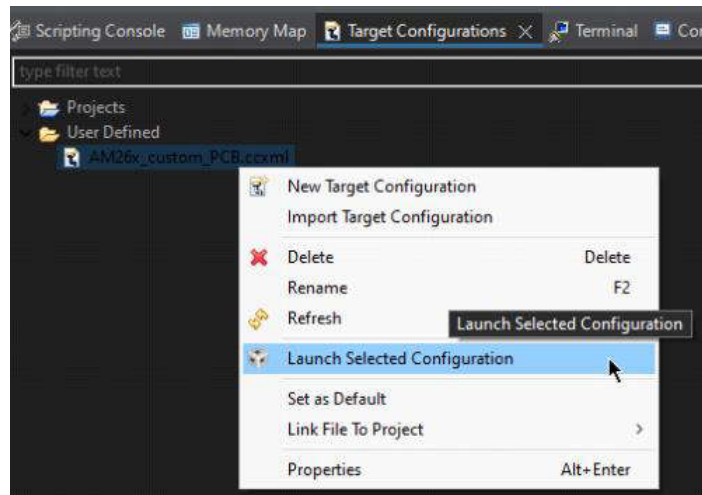 Scripting Console Memory Map Target Configurations Terminal Co
type filter text
Projects
User Defined
AM26x_custom_PCB.ccxml
New Target Configuration
Import Target Configuration
Delete Delete
Rename F2
Refresh
Launch Selected Configuration
Launch Selected Configuration
Set as Default
Link File To Project
Properties Alt+Enter